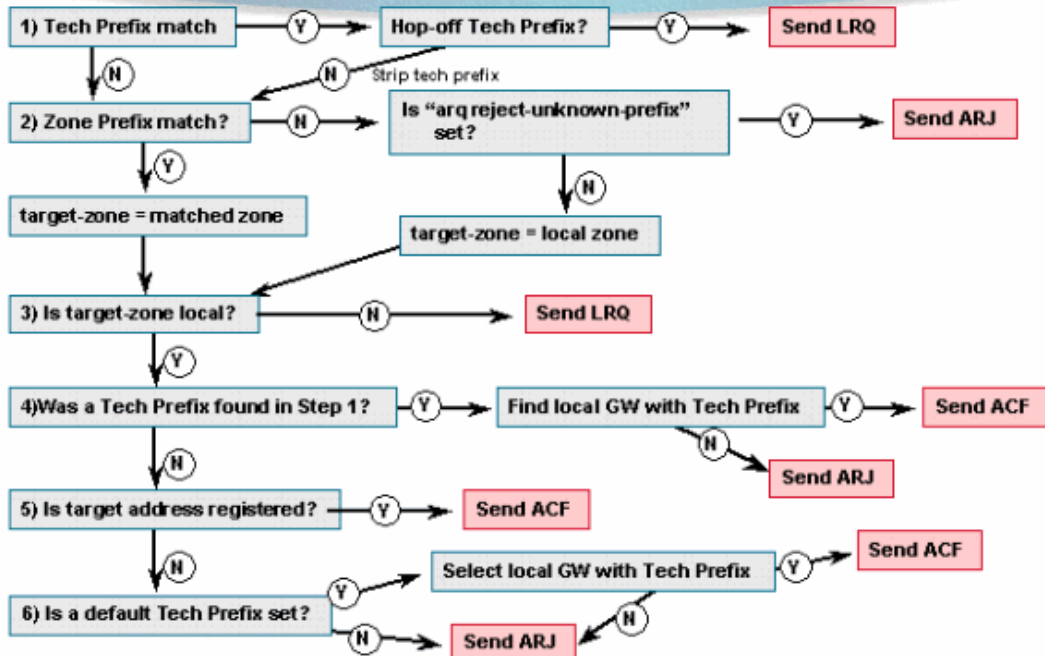 1) Tech Prefix match
Y
Hop-off Tech Prefix?
Y
Send LRQ
N
N
Strip tech prefix
2) Zone Prefix match?
N
Is “arq reject-unknown-prefix”
set?
Y
Send ARJ
Y
N
target-zone = matched zone
target-zone = local zone
3) Is target-zone local?
N
Send LRQ
Y
4)Was a Tech Prefix found in Step 1?
Y
Find local GW with Tech Prefix
Y
Send ACF
N
N
Send ARJ
5) Is target address registered?
Y
Send ACF
N
Send ACF
Select local GW with Tech Prefix
Y
Y
6) Is a default Tech Prefix set?
N
N
Send ARJ